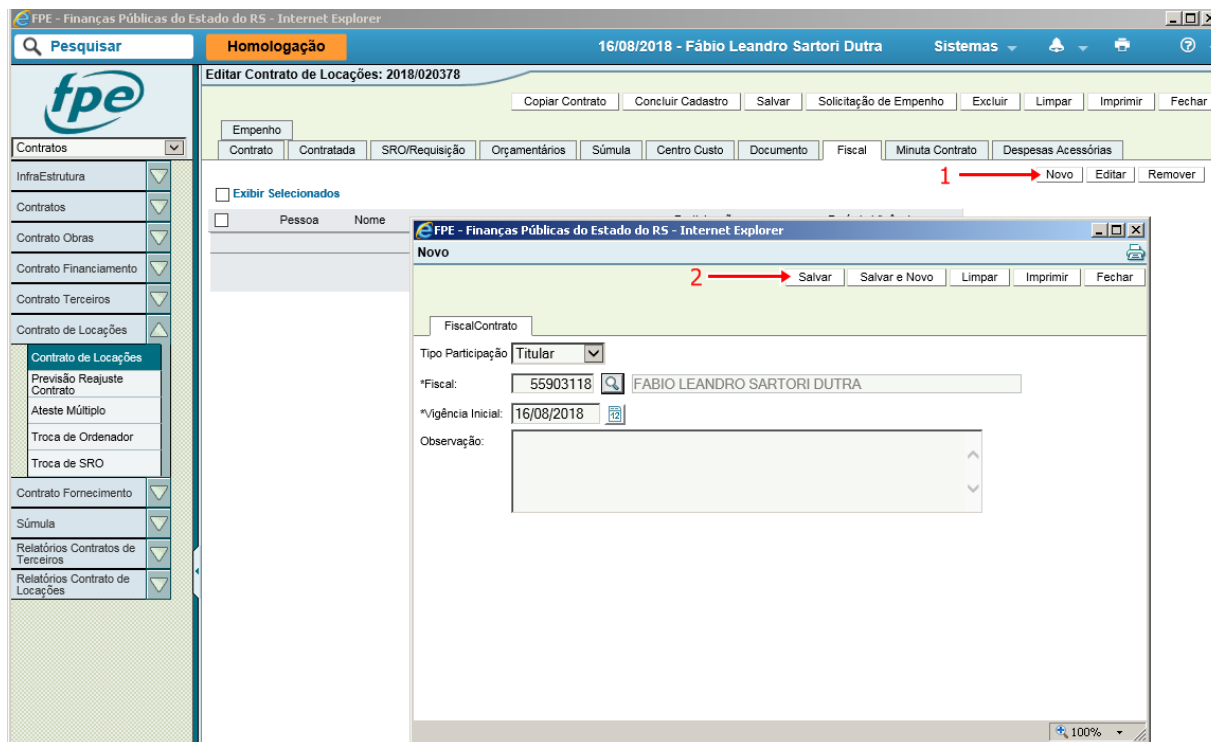 FPE - Finanças Públicas do Estado do RS - Internet Explorer
Pesquisar Homologação 16/08/2018 - Fábio Leandro Sartori Dutra Sistemas
Editar Contrato de Locações: 2018/020378
fpe
Copiar Contrato Concluir Cadastro Salvar Solicitação de Empenho Excluir Limpar Imprimir Fechar
Empenho
Contratos
Contrato Contratada SRO/Requisição Orçamentários Súmula Centro Custo Documento Fiscal Minuta Contrato Despesas Acessórias
1 Novo Editar Remover
InfraEstrutura
Exibir Selecionados
Contratos
Pessoa Nome
Contrato Obras
Contrato Financiamento
Contrato Terceiros
Contrato de Locações
Contrato de Locações
Previsão Reajuste
Contrato
Ateste Múltiplo
Troca de Ordenador
Troca de SRO
Contrato Fornecimento
Súmula
Relatórios Contratos de
Terceiros
Relatórios Contrato de
Locações
FPE - Finanças Públicas do Estado do RS - Internet Explorer
Novo
2 Salvar Salvar e Novo Limpar Imprimir Fechar
FiscalContrato
Tipo Participação Titular
*Fiscal: 55903118 FABIO LEANDRO SARTORI DUTRA
*Vigência Inicial: 16/08/2018 12
Observação:
100%